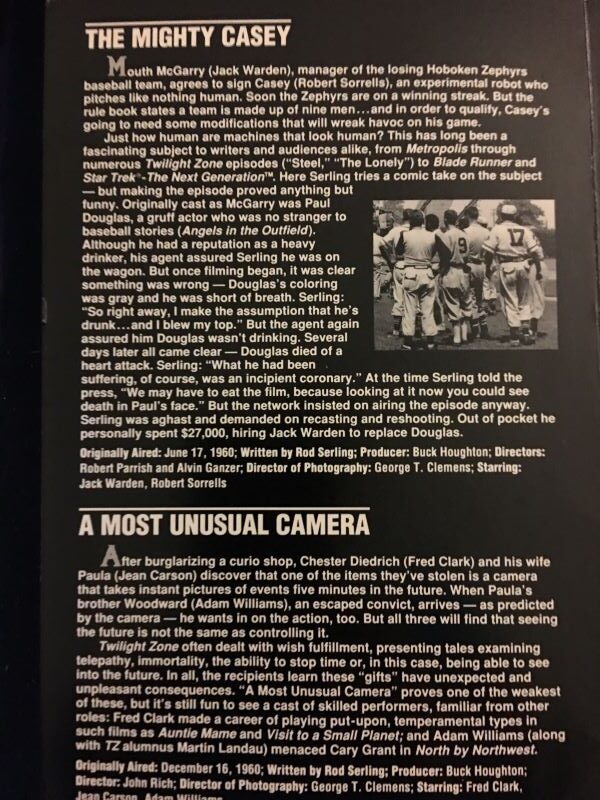 THE MIGHTY CASEY
Mouth McGarry (Jack Warden), manager of the losing Hoboken Zephyrs
baseball team, agrees to sign Casey (Robert Sorrells), an experimental robot who
pitches like nothing human. Soon the Zephyrs are on a winning streak. But the
rule book states a team is made up of nine men...and in order to qualify, Casey's
going to need some modifications that will wreak havoc on his game.
Just how human are machines that look human? This has long been a
fascinating subject to writers and audiences alike, from Metropolis through
numerous Twilight Zone episodes ("Steel," "The Lonely") to Blade Runner and
Star Trek®-The Next Generation™. Here Serling tries a comic take on the subject
— but making the episode proved anything but
funny. Originally cast as McGarry was Paul
Douglas, a gruff actor who was no stranger to
baseball stories (Angels in the Outfield).
Although he had a reputation as a heavy
drinker, his agent assured Serling he was on
the wagon. But once filming began, it was clear
something was wrong — Douglas's coloring
was gray and he was short of breath. Serling:
"So right away, I make the assumption that he's
drunk...and I blew my top." But the agent again
assured him Douglas wasn't drinking. Several
days later all came clear — Douglas died of a
heart attack. Serling: "What he had been
suffering, of course, was an incipient coronary." At the time Serling told the
press, "We may have to eat the film, because looking at it now you could see
death in Paul's face." But the network insisted on airing the episode anyway.
Serling was aghast and demanded on recasting and reshooting. Out of pocket he
personally spent $27,000, hiring Jack Warden to replace Douglas.
Originally Aired: June 17, 1960; Written by Rod Serling; Producer: Buck Houghton; Directors:
Robert Parrish and Alvin Ganzer; Director of Photography: George T. Clemens; Starring:
Jack Warden, Robert Sorrells
9
17
A MOST UNUSUAL CAMERA
After burglarizing a curio shop, Chester Diedrich (Fred Clark) and his wife
Paula (Jean Carson) discover that one of the items they've stolen is a camera
that takes instant pictures of events five minutes in the future. When Paula's
brother Woodward (Adam Williams), an escaped convict, arrives — as predicted
by the camera — he wants in on the action, too. But all three will find that seeing
the future is not the same as controlling it.
Twilight Zone often dealt with wish fulfillment, presenting tales examining
telepathy, immortality, the ability to stop time or, in this case, being able to see
into the future. In all, the recipients learn these "gifts" have unexpected and
unpleasant consequences. "A Most Unusual Camera" proves one of the weakest
of these, but it's still fun to see a cast of skilled performers, familiar from other
roles: Fred Clark made a career of playing put-upon, temperamental types in
such films as Auntie Mame and Visit to a Small Planet; and Adam Williams (along
with TZ alumnus Martin Landau) menaced Cary Grant in North by Northwest.
Originally Aired: December 16, 1960; Written by Rod Serling; Producer: Buck Houghton;
Director: John Rich; Director of Photography: George T. Clemens; Starring: Fred Clark,
Jean Carson, Adam Williams